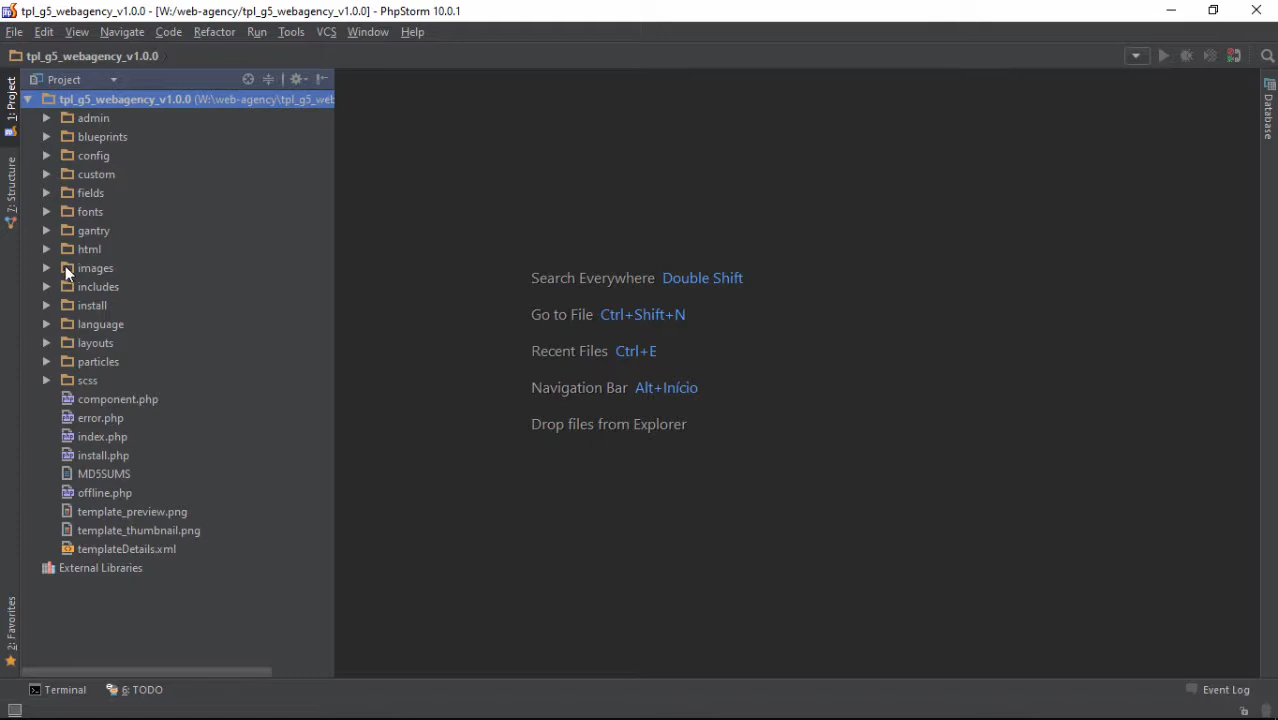 tpl_g5_webagency_v1.0.0 - [W:/web-agency/tpl_g5_webagency_v1.0.0] - PhpStorm 10.0.1
File Edit View Navigate Code Refactor Run Tools VCS Window Help
tpl_g5_webagency_v1.0.0
1: Project
7: Structure
2: Favorites
Project
tpl_g5_webagency_v1.0.0 (W:\web-agency\tpl_g5_web
admin
blueprints
config
custom
fields
fonts
gantry
html
images
includes
install
language
layouts
particles
scss
component.php
error.php
index.php
install.php
MD5SUMS
offline.php
template_preview.png
template_thumbnail.png
templateDetails.xml
External Libraries
Search Everywhere Double Shift
Go to File Ctrl+Shift+N
Recent Files Ctrl+E
Navigation Bar Alt+Início
Drop files from Explorer
Database
Terminal
6: TODO
Event Log